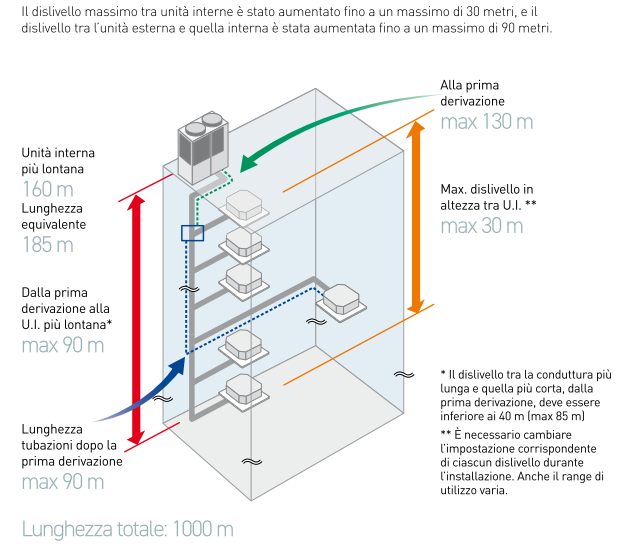 Il dislivello massimo tra unità interne è stato aumentato fino a un massimo di 30 metri, e il
dislivello tra l'unità esterna e quella interna è stata aumentata fino a un massimo di 90 metri.
Alla prima
derivazione
max 130 m
Unità interna
più lontana
160 m
Lunghezza
equivalente
185 m
Max. dislivello in
altezza tra U.I. **
max 30 m
Dalla prima
derivazione alla
U.I. più lontana*
max 90 m
* Il dislivello tra la conduttura più
lunga e quella più corta, dalla
prima derivazione, deve essere
inferiore ai 40 m (max 85 m)
** È necessario cambiare
l'impostazione corrispondente
di ciascun dislivello durante
l'installazione. Anche il range di
utilizzo varia.
Lunghezza
tubazioni dopo la
prima derivazione
max 90 m
Lunghezza totale: 1000 m